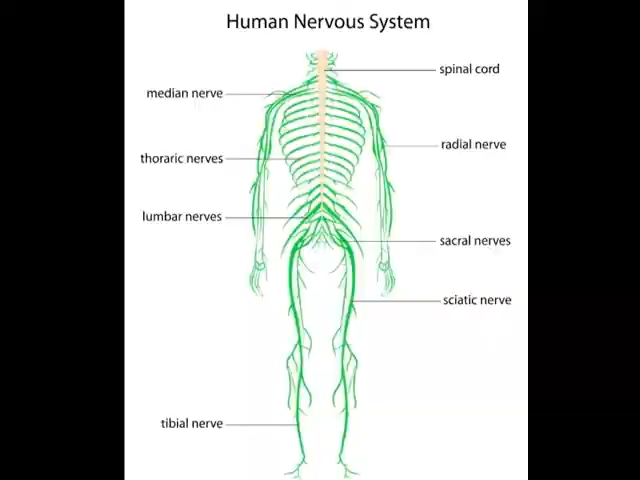 Human Nervous System
spinal cord
median nerve
radial nerve
thoraric nerves
lumbar nerves
sacral nerves
sciatic nerve
tibial nerve